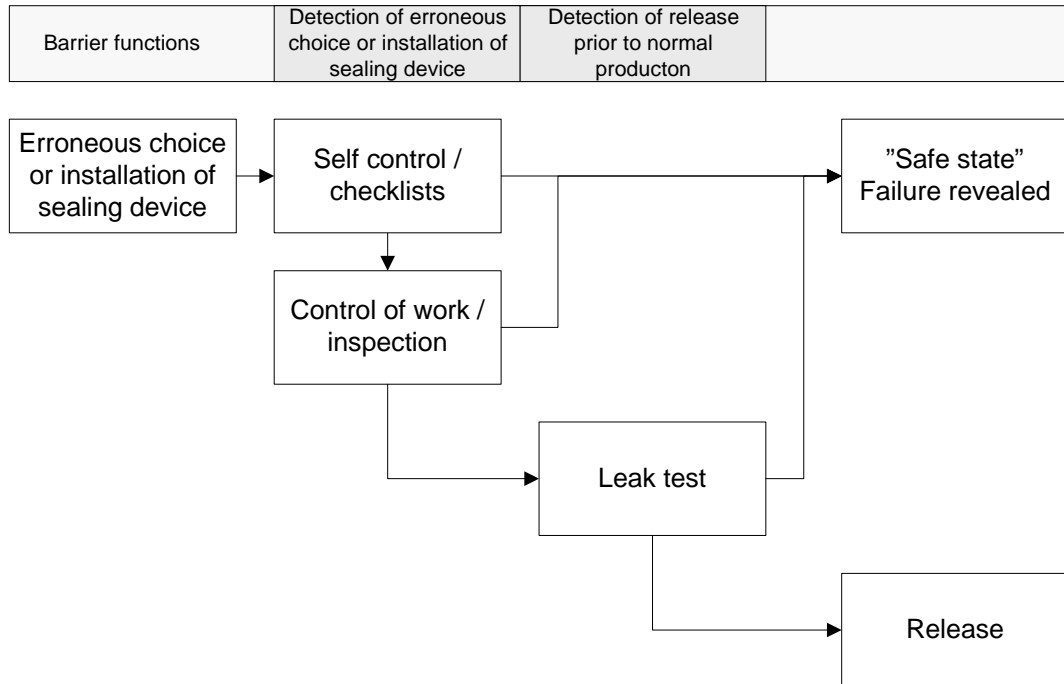 Barrier functions
Detection of erroneous
choice or installation of
sealing device
Detection of release
prior to normal
producton
Erroneous choice
or installation of
sealing device
Self control /
checklists
”Safe state”
Failure revealed
Control of work /
inspection
Leak test
Release